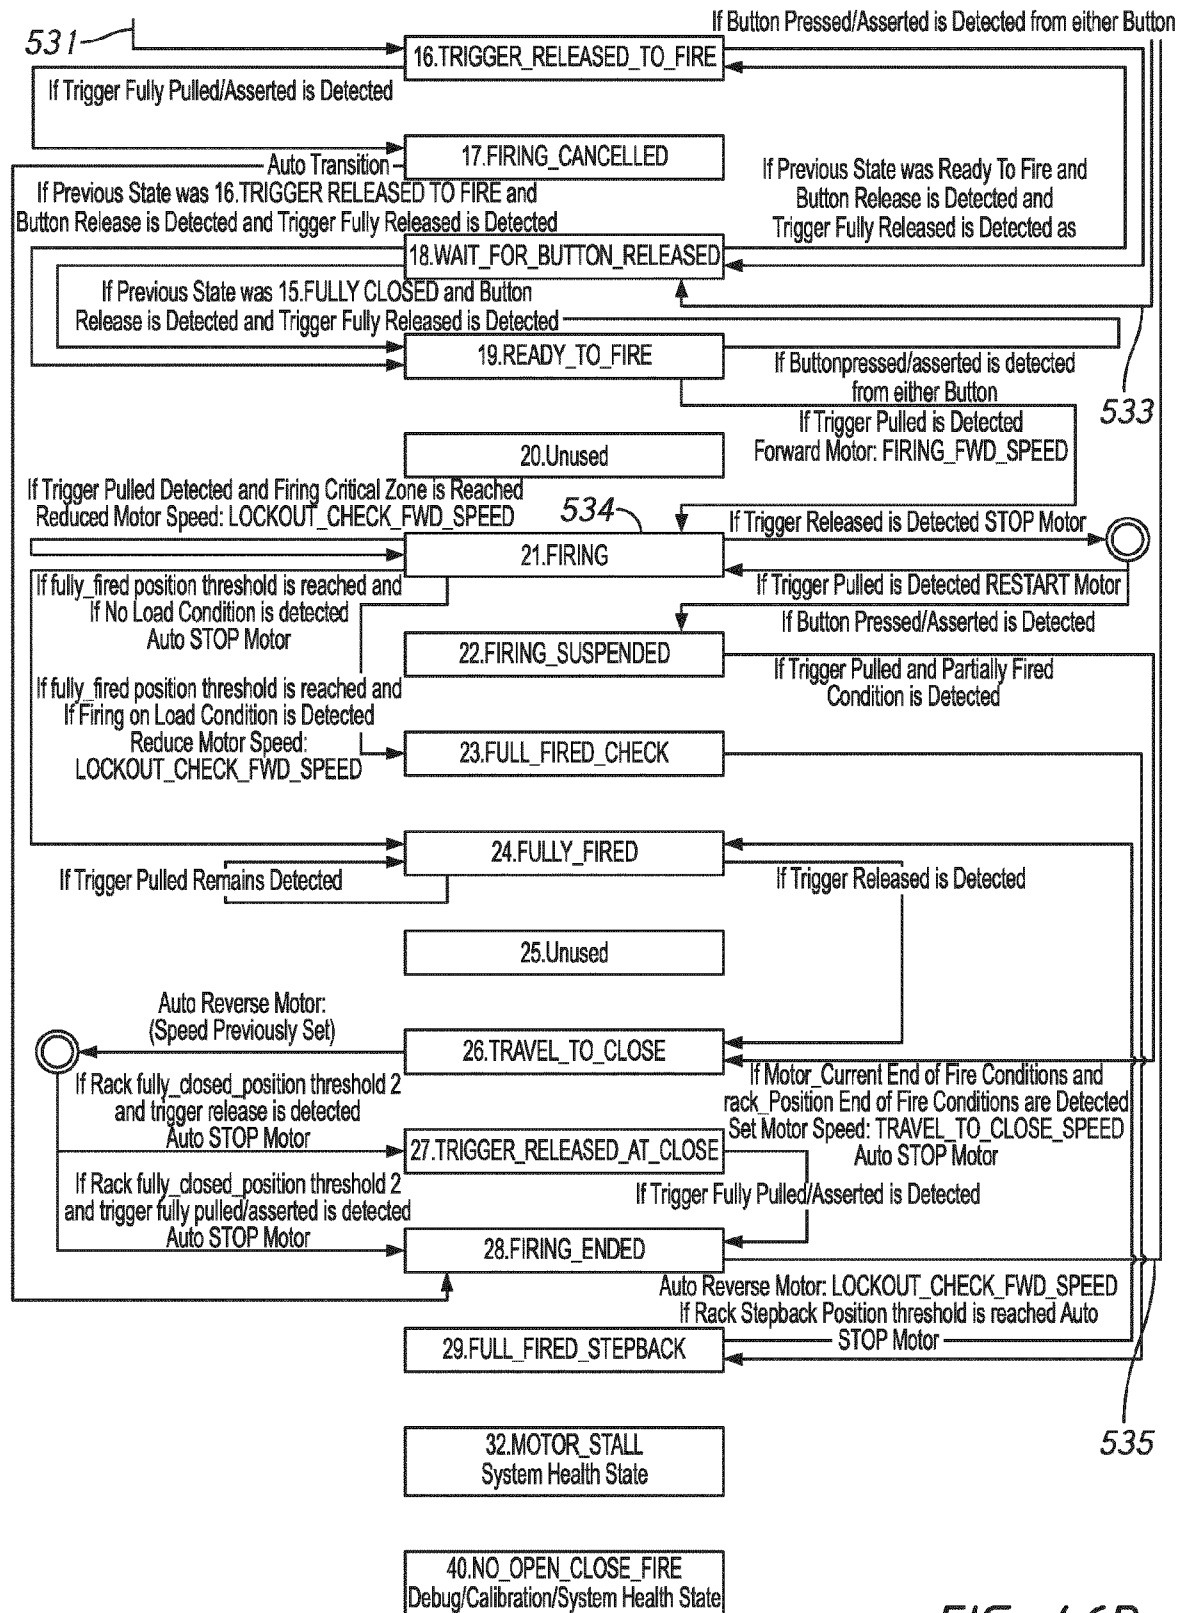 If Button Pressed/Asserted is Detected from either Button
531
16.TRIGGER_RELEASED_TO_FIRE
If Trigger Fully Pulled/Asserted is Detected
17.FIRING_CANCELLED
Auto Transition
If Previous State was 16.TRIGGER RELEASED TO FIRE and
Button Release is Detected and Trigger Fully Released is Detected
If Previous State was Ready To Fire and
Button Release is Detected and
Trigger Fully Released is Detected as
18.WAIT_FOR_BUTTON_RELEASED
If Previous State was 15.FULLY CLOSED and Button
Release is Detected and Trigger Fully Released is Detected
19.READY_TO_FIRE
If Buttonpressed/asserted is detected
from either Button
533
If Trigger Pulled is Detected
Forward Motor: FIRING_FWD_SPEED
20.Unused
If Trigger Pulled Detected and Firing Critical Zone is Reached
Reduced Motor Speed: LOCKOUT_CHECK_FWD_SPEED
534
If Trigger Released is Detected STOP Motor
21.FIRING
If fully_fired position threshold is reached and
If No Load Condition is detected
Auto STOP Motor
If Trigger Pulled is Detected RESTART Motor
If Button Pressed/Asserted is Detected
22.FIRING_SUSPENDED
If Trigger Pulled and Partially Fired
Condition is Detected
If fully_fired position threshold is reached and
If Firing on Load Condition is Detected
Reduce Motor Speed:
LOCKOUT_CHECK_FWD_SPEED
23.FULL_FIRED_CHECK
24.FULLY_FIRED
If Trigger Pulled Remains Detected
If Trigger Released is Detected
25.Unused
Auto Reverse Motor:
(Speed Previously Set)
26.TRAVEL_TO_CLOSE
If Rack fully_closed_position threshold 2
and trigger release is detected
Auto STOP Motor
If Motor_Current End of Fire Conditions and
rack_Position End of Fire Conditions are Detected
Set Motor Speed: TRAVEL_TO_CLOSE_SPEED
Auto STOP Motor
27.TRIGGER_RELEASED_AT_CLOSE
If Rack fully_closed_position threshold 2
and trigger fully pulled/asserted is detected
Auto STOP Motor
If Trigger Fully Pulled/Asserted is Detected
28.FIRING_ENDED
Auto Reverse Motor: LOCKOUT_CHECK_FWD_SPEED
If Rack Stepback Position threshold is reached Auto
STOP Motor
29.FULL_FIRED_STEPBACK
535
32.MOTOR_STALL
System Health State
40.NO_OPEN_CLOSE_FIRE
Debug/Calibration/System Health State